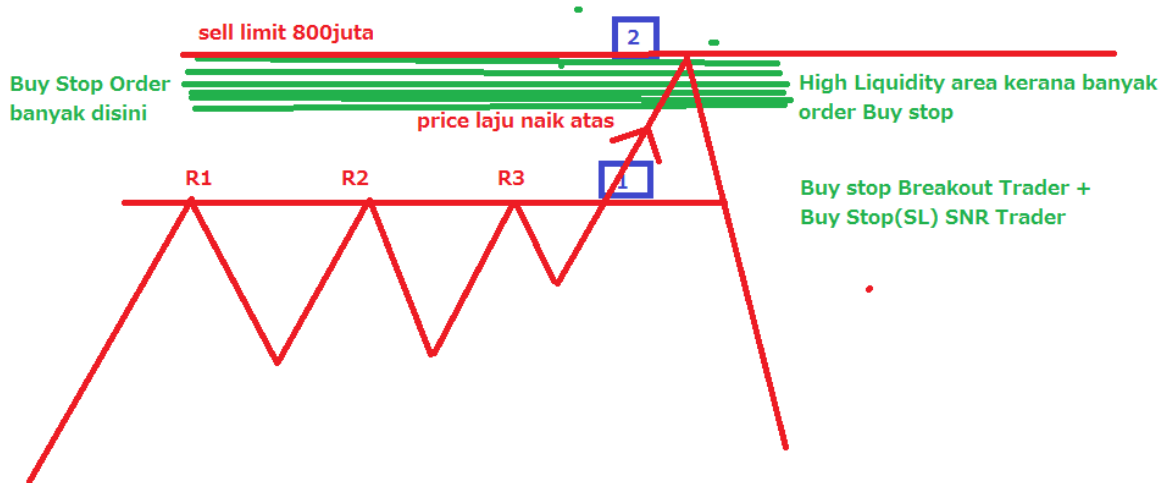 sell limit 800juta
2
Buy Stop Order
banyak disini
High Liquidity area kerana banyak
order Buy stop
price laju naik atas
R1
R2
R3
1
Buy stop Breakout Trader +
Buy Stop(SL) SNR Trader